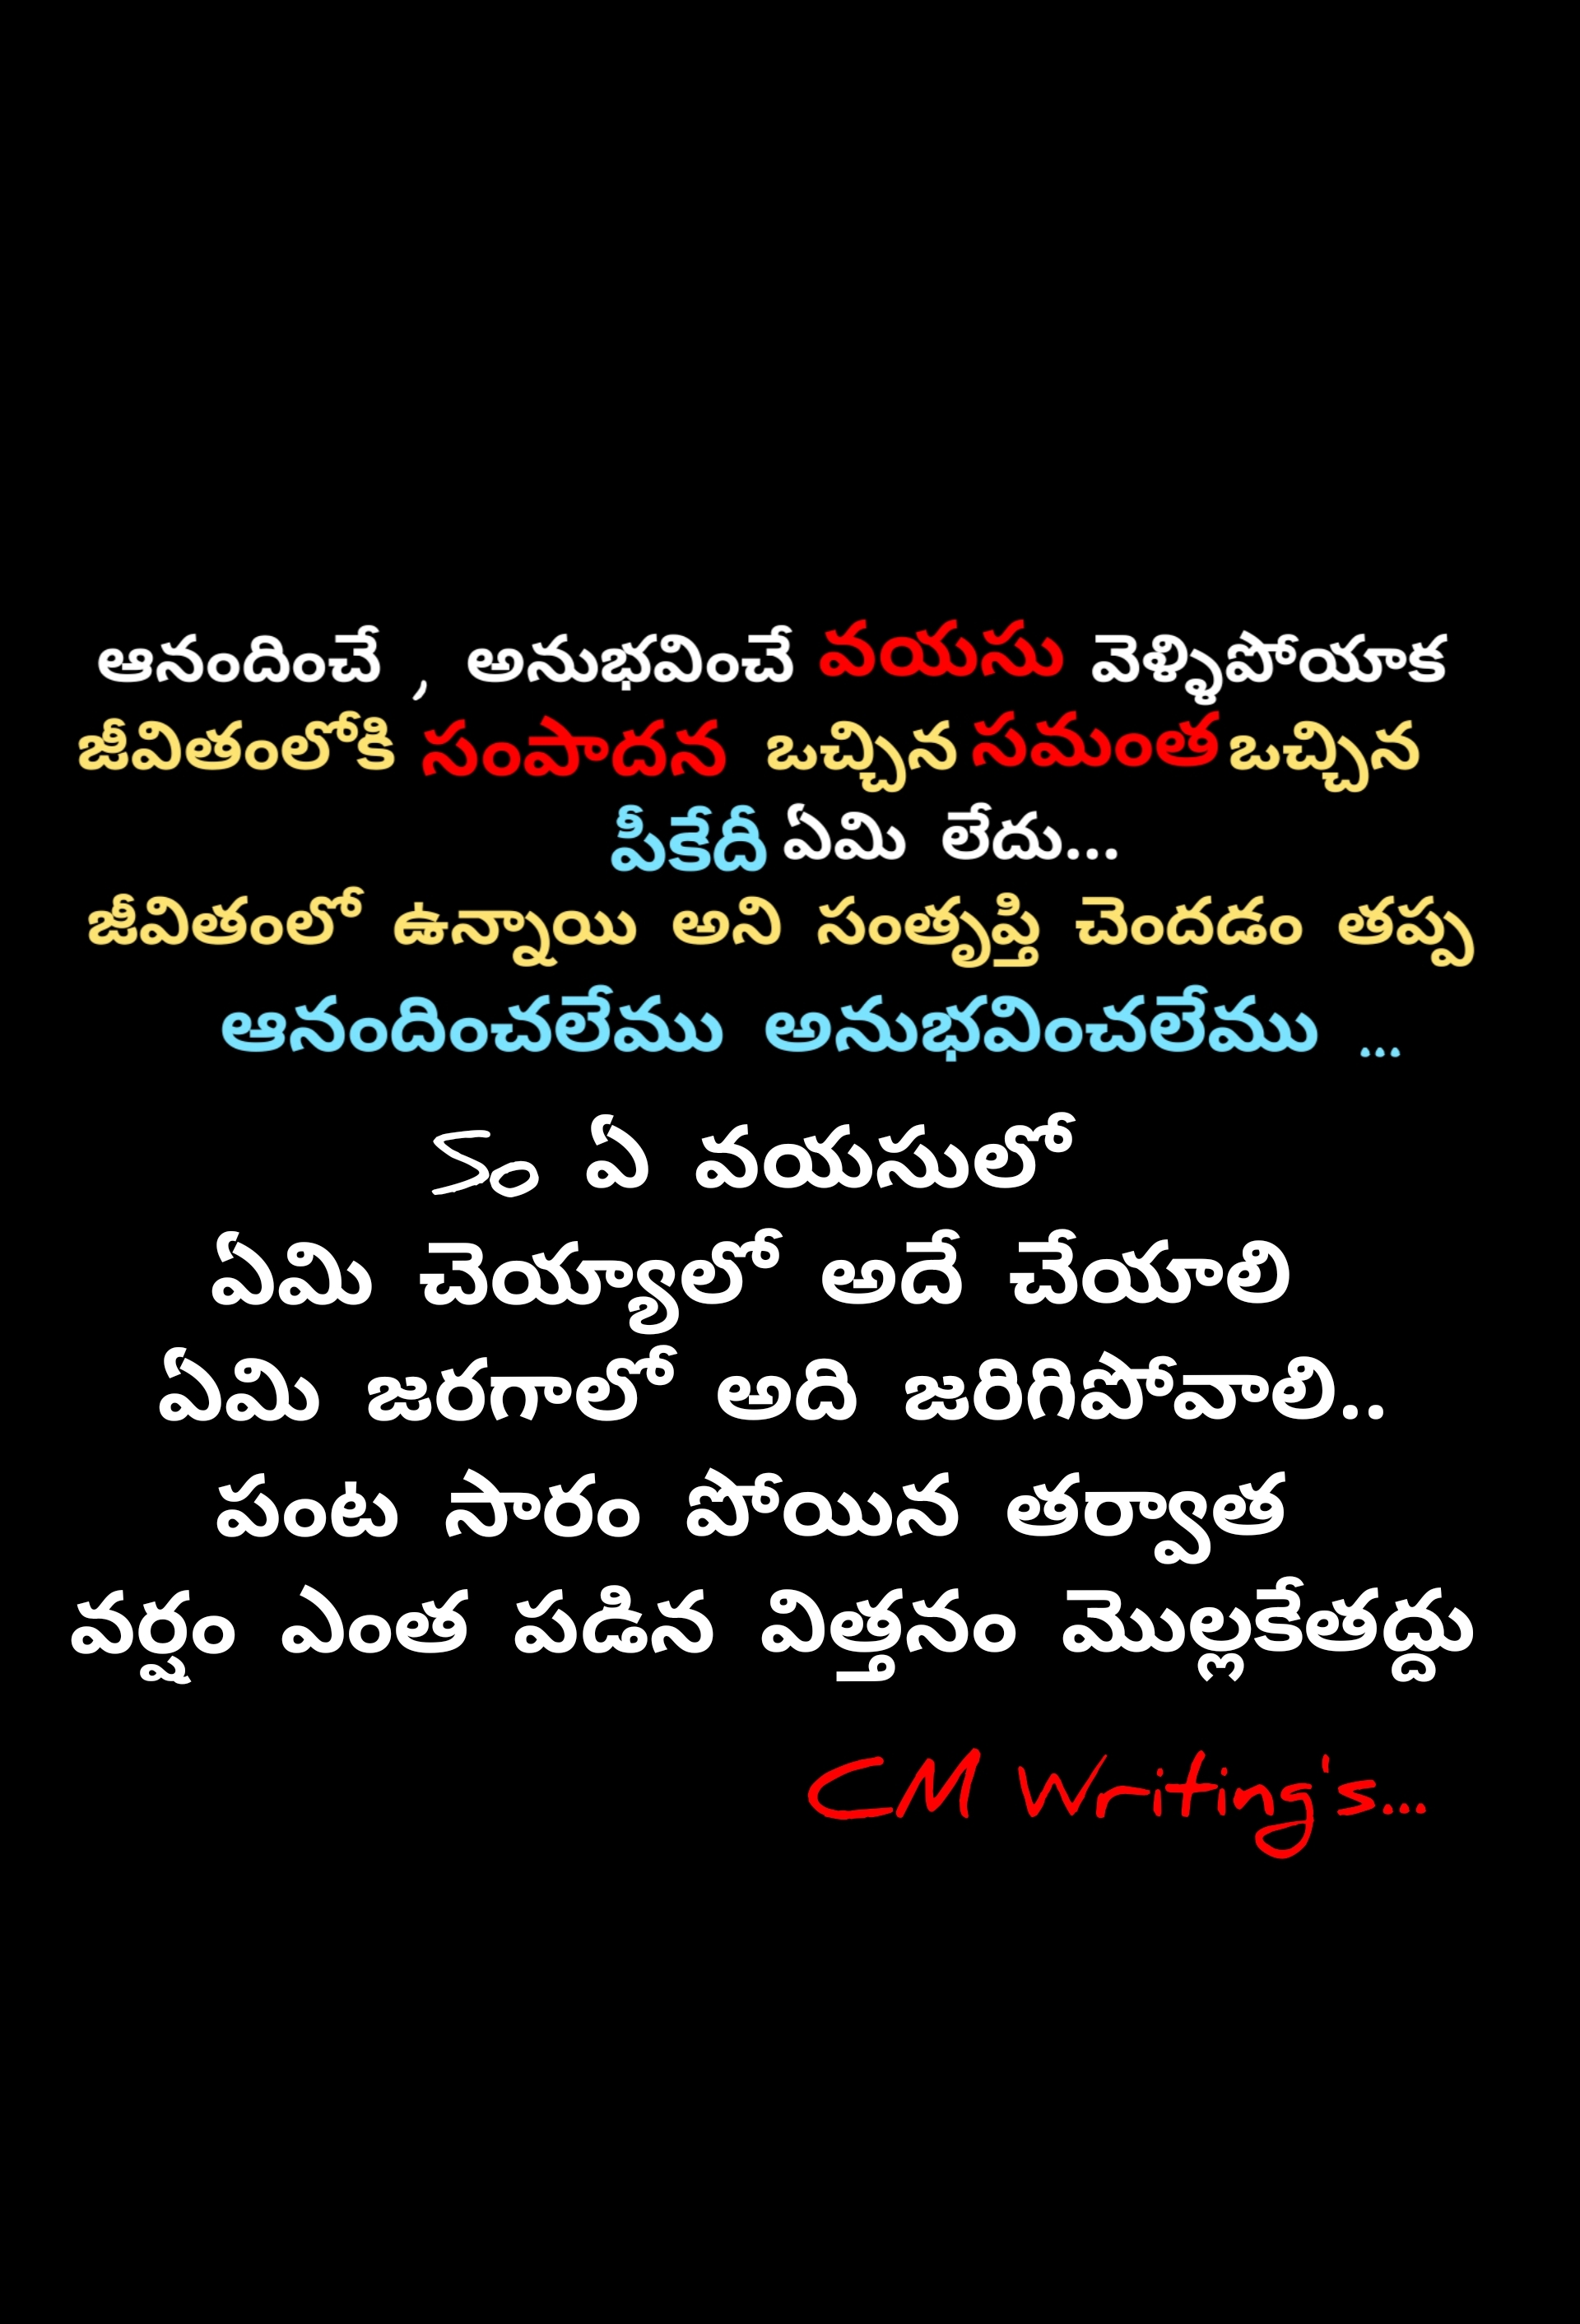 ఆనందించే , అనుభవించే వయసు వెళ్ళిపోయాక
జీవితంలోకి సంపాదన ఒచ్చిన సమంత ఒచ్చిన
పీకేదీ ఏమి లేదు...
జీవితంలో ఉన్నాయి అని సంతృప్తి చెందడం తప్ప
ఆనందించలేము అనుభవించలేము ...
So ఏ వయసులో
ఏమి చెయ్యాలో అదే చేయాలి
ఏమి జరగాలో అది జరిగిపోవాలి..
పంట సారం పోయిన తర్వాత
వర్షం ఎంత పడిన విత్తనం మొల్లకేతద్దు
CM Writing's...